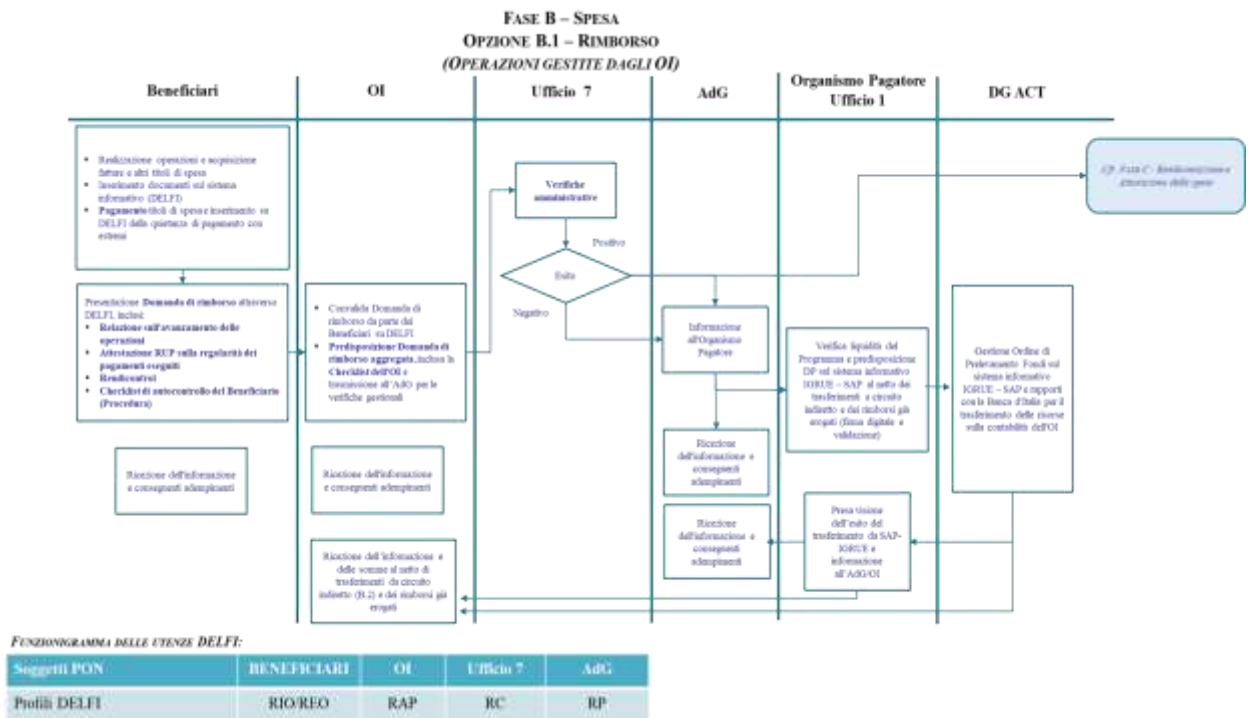 FASE B – SPESA
OPZIONE B.1 – RIMBORSO
(OPERAZIONI GESTITE DAGLI OI)
Beneficiari
OI
Ufficio 7
AdG
Organismo Pagatore
Ufficio 1
DG ACT
▪ Realizzazione operazioni e acquisizione
fatture e altri titoli di spesa
▪ Inserimento documenti sul sistema
informativo (DELFI)
▪ Pagamento titoli di spesa e inserimento su
DELFI della quietanza di pagamento con
estremi
Presentazione Domanda di rimborso attraverso
DELFI, inclusi:
▪ Relazione sull'avanzamento delle
operazioni
▪ Attestazione RUP sulla regolarità dei
pagamenti eseguiti
▪ Rendicontol
▪ Checklist di autocontrollo del Beneficiario
(Procedura)
Ricezione dell'informazione
e conseguenti adempimenti
▪ Convalida Domanda di
rimborso da parte dei
Beneficiari su DELFI
▪ Predisposizione Domanda di
rimborso aggregata, inclusa la
Checklist dell'OI e
trasmissione all'AdG per le
verifiche gestionali
Ricezione dell'informazione
e conseguenti adempimenti
Ricezione dell'informazione e
delle somme al netto di
trasferimenti da circuito
indiretto (B.2) e dei rimborsi già
erogati
Verifiche
amministrative
Esito
Positivo
Negativo
Informazione
all'Organismo
Pagatore
Ricezione
dell'informazione e
conseguenti
adempimenti
Ricezione
dell'informazione e
conseguenti
adempimenti
Verifica liquidità del
Programma e predisposizione
DP sul sistema informativo
IGRUE – SAP al netto dei
trasferimenti a circuito
indiretto e dei rimborsi già
erogati (firma digitale e
validazione)
Presa visione
dell'esito del
trasferimento da SAP-
IGRUE e
informazione
all'AdG/OI
Gestione Ordine di
Prelevamento Fondi sul
sistema informativo
IGRUE – SAP e rapporti
con la Banca d'Italia per il
trasferimento delle risorse
sulla contabilità dell'OI
Cfr. Fase C - Rendicontazione e
attestazione delle spese
FUNZIONIGRAMMA DELLE UTENZE DELFI:
Soggetti PON BENEFICIARI OI Ufficio 7 AdG
Profili DELFI RIO/REO RAP RC RP